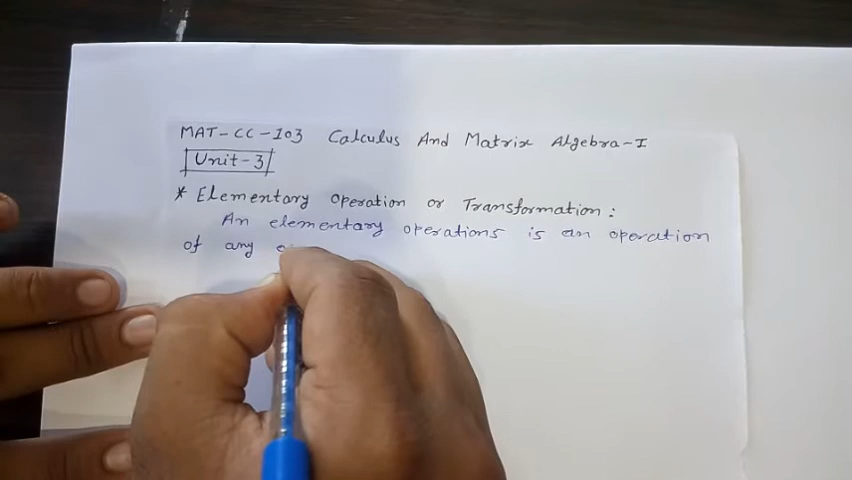 MAT-CC-103 Calculus And Matrix Algebra-I
Unit-3
* Elementary Operation or Transformation:
An elementary operations is an operation
of any